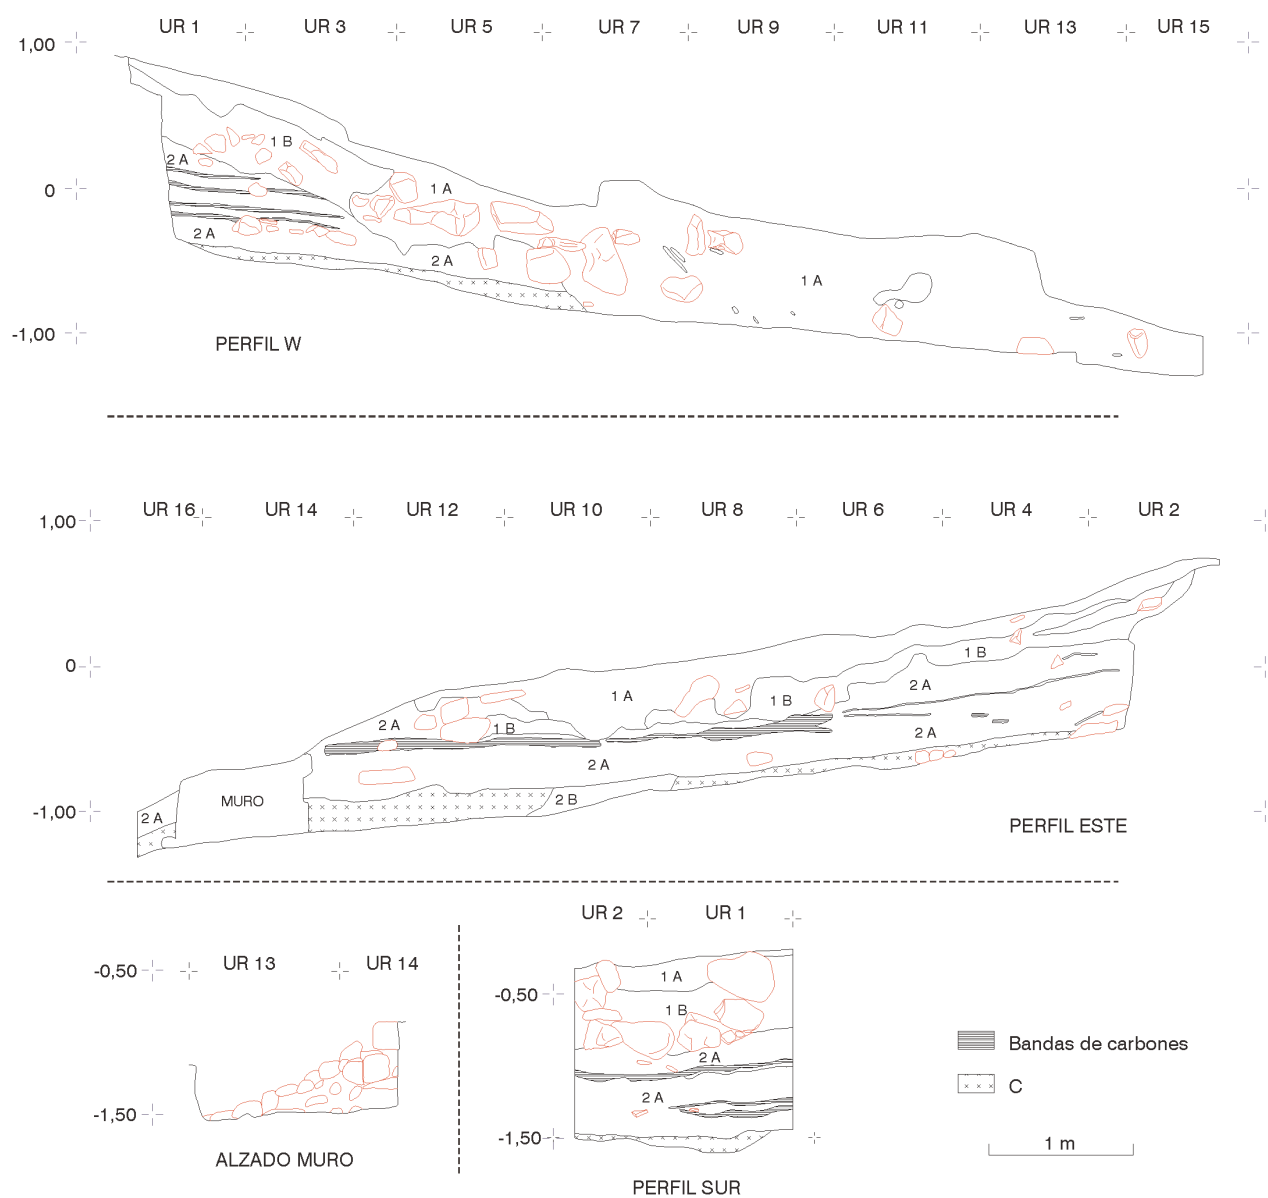 UR 1 UR 3 UR 5 UR 7 UR 9 UR 11 UR 13 UR 15
1,00
1 B
2 A
1 A
0
2 A
2 A
1 A
-1,00
PERFIL W
UR 16 UR 14 UR 12 UR 10 UR 8 UR 6 UR 4 UR 2
1,00
1 B
0
2 A
1 A
1 B
2 A
1 B
2 A
2 A
MURO
2 B
-1,00
2 A
PERFIL ESTE
UR 2 UR 1
UR 13 UR 14
-0,50
1 A
-0,50
1 B
Bandas de carbones
2 A
C
2 A
-1,50
-1,50
1 m
ALZADO MURO
PERFIL SUR